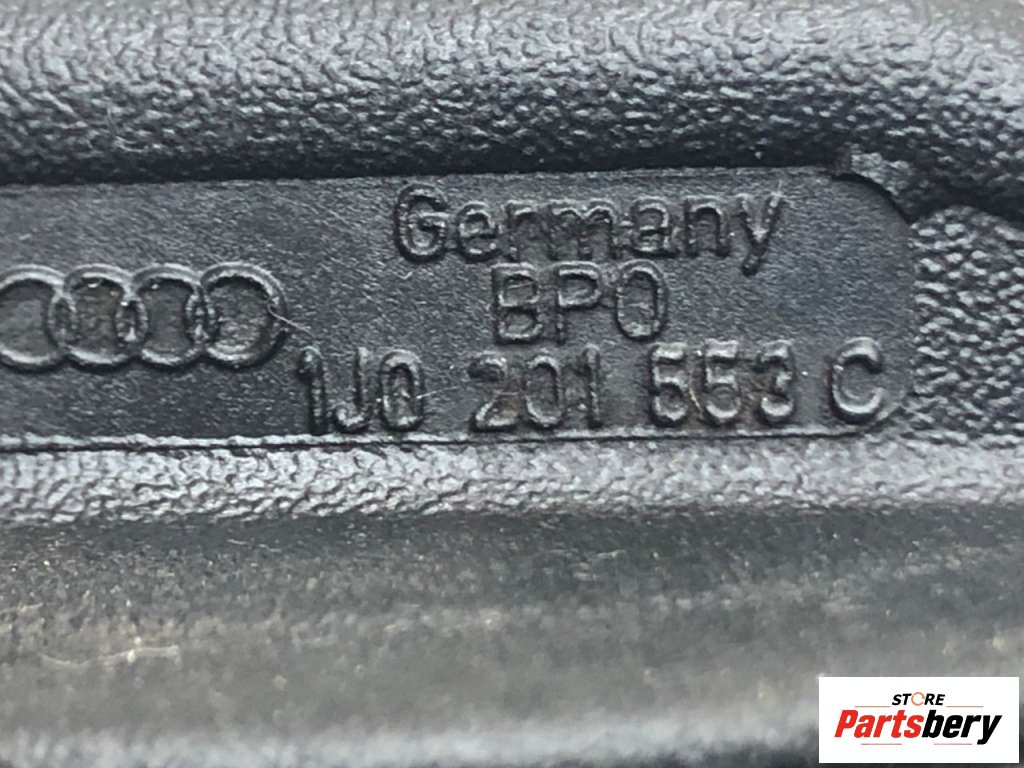 Germany
BPO
1J0 201 553 C
STORE
Partsbery